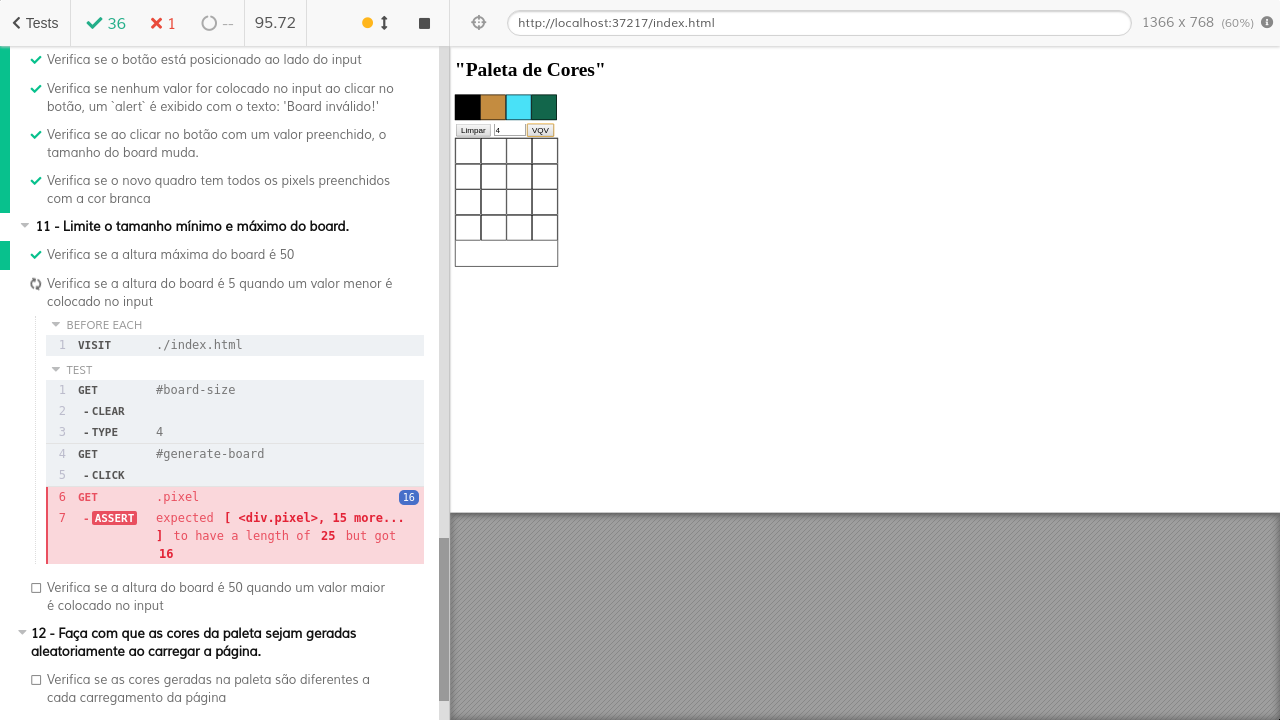 Tests
36
1
--
95.72
http://localhost:37217/index.html
1366 x 768 (60%)
Verifica se o botão está posicionado ao lado do input
Verifica se nenhum valor for colocado no input ao clicar no
botão, um `alert` é exibido com o texto: 'Board inválido!'
Verifica se ao clicar no botão com um valor preenchido, o
tamanho do board muda.
Verifica se o novo quadro tem todos os pixels preenchidos
com a cor branca
11 - Limite o tamanho mínimo e máximo do board.
Verifica se a altura máxima do board é 50
Verifica se a altura do board é 5 quando um valor menor é
colocado no input
BEFORE EACH
1 VISIT ./index.html
TEST
1 GET #board-size
2 -CLEAR
3 -TYPE 4
4 GET #generate-board
5 -CLICK
6 GET .pixel 16
7 -ASSERT expected [ <div.pixel>, 15 more...
] to have a length of 25 but got
16
Verifica se a altura do board é 50 quando um valor maior
é colocado no input
12 - Faça com que as cores da paleta sejam geradas
aleatoriamente ao carregar a página.
Verifica se as cores geradas na paleta são diferentes a
cada carregamento da página
"Paleta de Cores"
Limpar 4 VQV